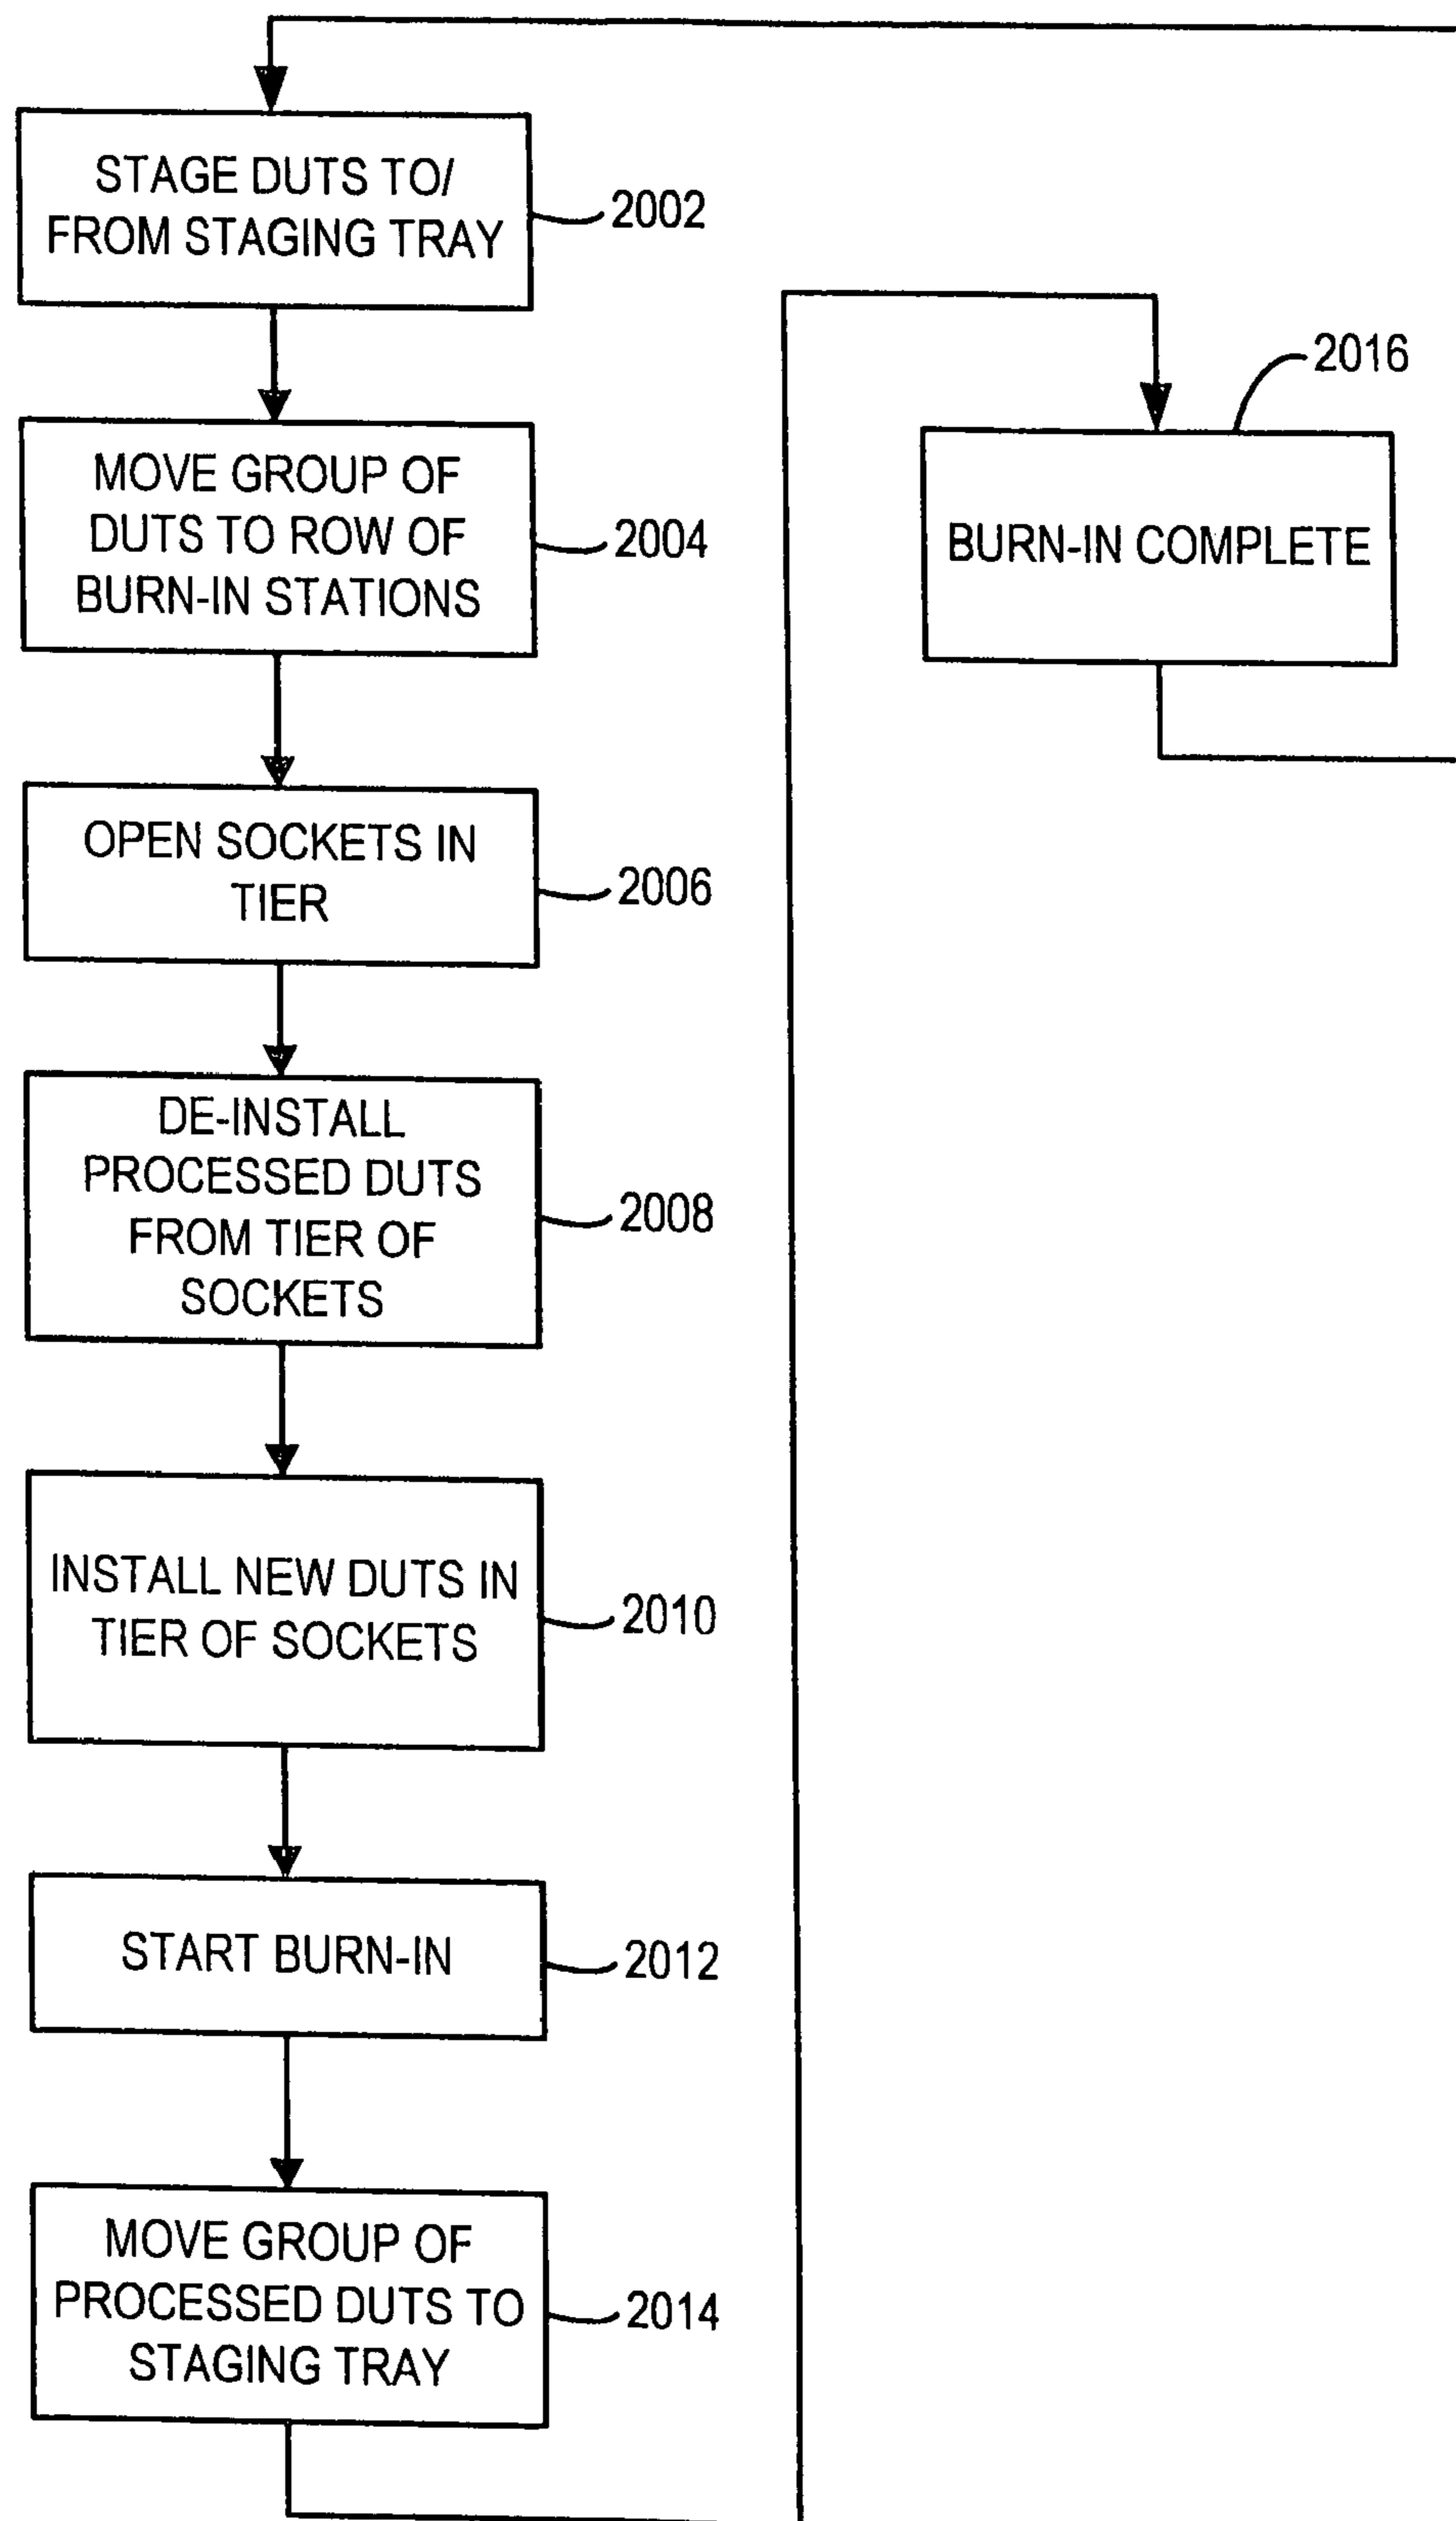 STAGE DUTS TO/
FROM STAGING TRAY
2002
MOVE GROUP OF
DUTS TO ROW OF
BURN-IN STATIONS
2004
OPEN SOCKETS IN
TIER
2006
DE-INSTALL
PROCESSED DUTS
FROM TIER OF
SOCKETS
2008
INSTALL NEW DUTS IN
TIER OF SOCKETS
2010
START BURN-IN
2012
MOVE GROUP OF
PROCESSED DUTS TO
STAGING TRAY
2014
2016
BURN-IN COMPLETE